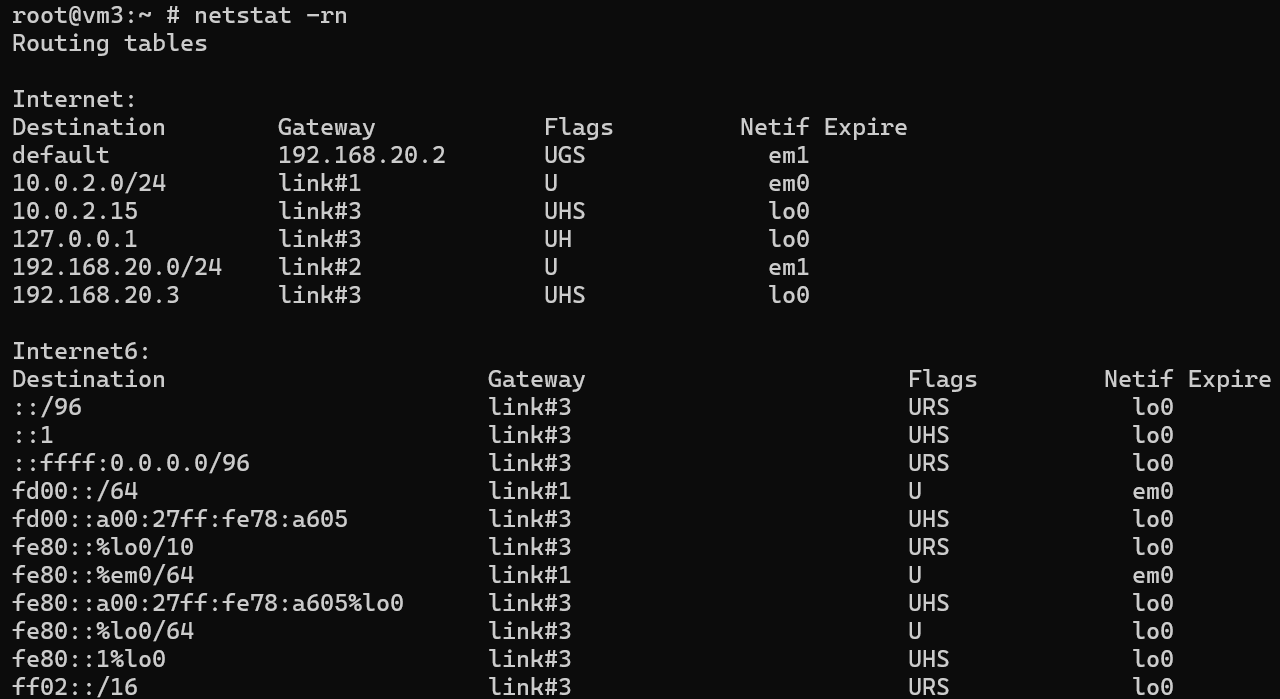 root@vm3:~ # netstat -rn
Routing tables

Internet:
Destination        Gateway            Flags         Netif Expire
default            192.168.20.2       UGS             em1
10.0.2.0/24        link#1             U               em0
10.0.2.15          link#3             UHS             lo0
127.0.0.1          link#3             UH              lo0
192.168.20.0/24    link#2             U               em1
192.168.20.3       link#3             UHS             lo0

Internet6:
Destination                       Gateway                       Flags         Netif Expire
::/96                             link#3                        URS             lo0
::1                               link#3                        UHS             lo0
::ffff:0.0.0.0/96                 link#3                        URS             lo0
fd00::/64                         link#1                        U               em0
fd00::a00:27ff:fe78:a605          link#3                        UHS             lo0
fe80::%lo0/10                     link#3                        URS             lo0
fe80::%em0/64                     link#1                        U               em0
fe80::a00:27ff:fe78:a605%lo0      link#3                        UHS             lo0
fe80::%lo0/64                     link#3                        U               lo0
fe80::1%lo0                       link#3                        UHS             lo0
ff02::/16                         link#3                        URS             lo0